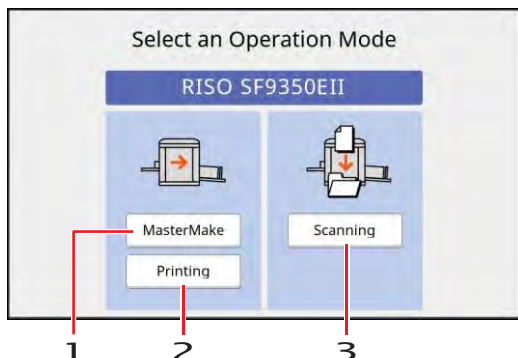 Select an Operation Mode
RISO SF9350EII
MasterMake
Scanning
Printing
1 2 3